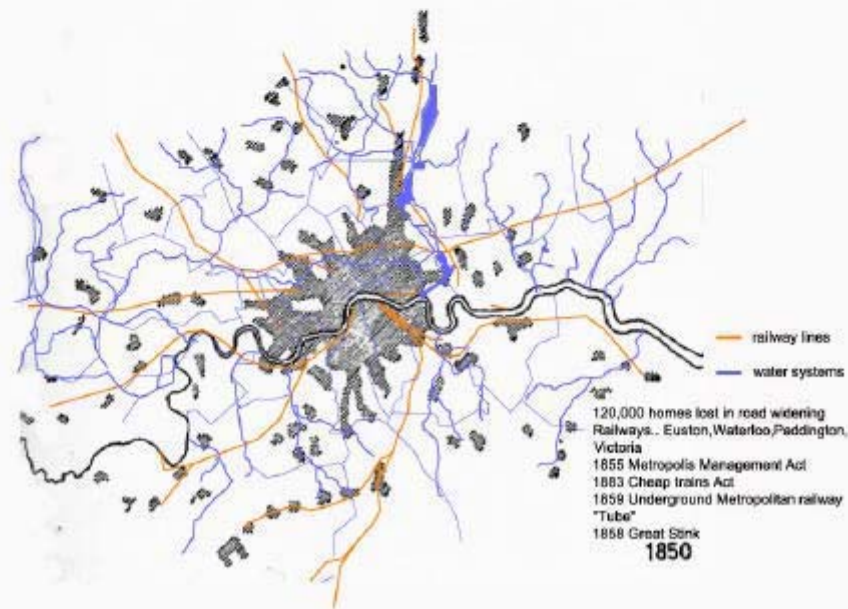 railway lines
water systems
120,000 homes lost in road widening
Railways.. Euston,Waterloo,Paddington,
Victoria
1855 Metropolis Management Act
1883 Cheap trains Act
1859 Underground Metropolitan railway
"Tube"
1858 Great Stink
1850